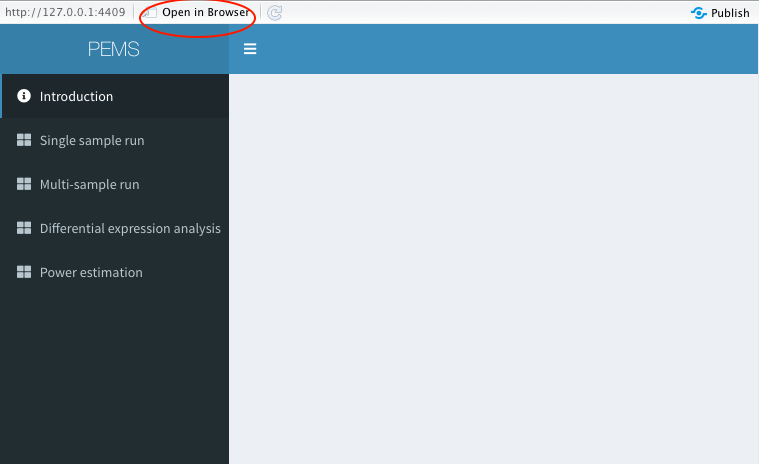 http://127.0.0.1:4409 Open in Browser Publish
PEMS
Introduction
Single sample run
Multi-sample run
Differential expression analysis
Power estimation